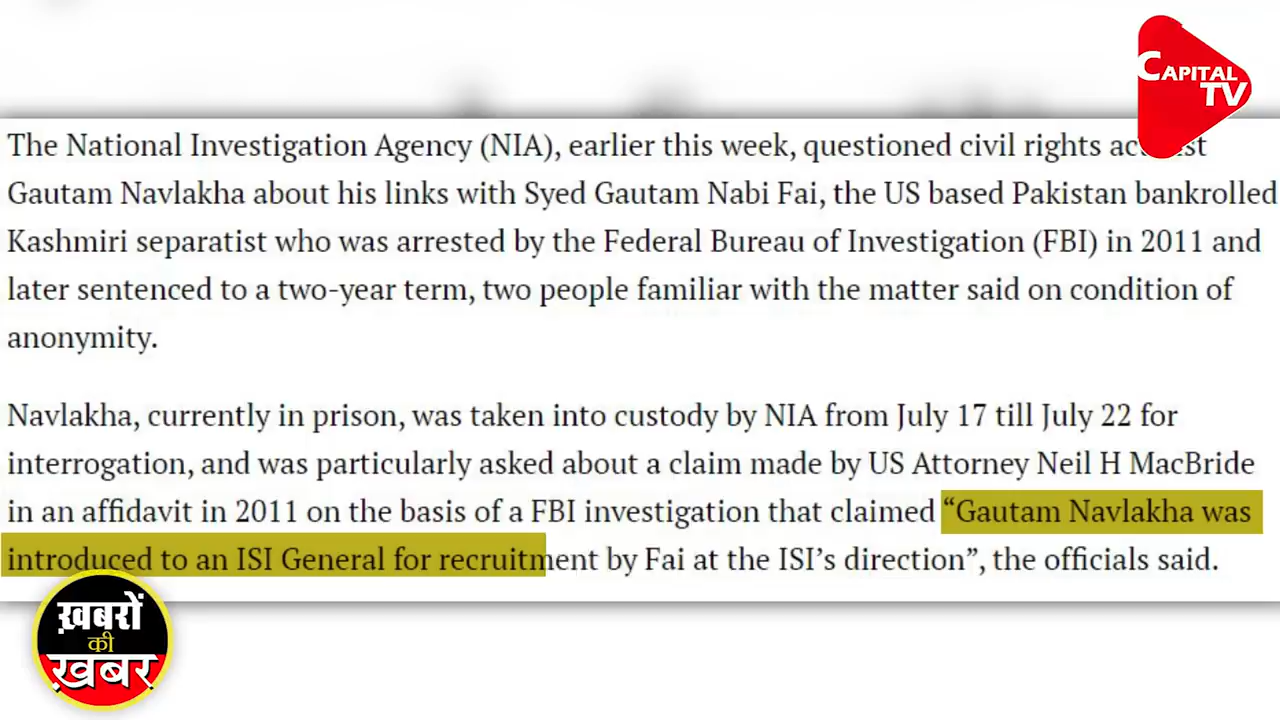 CAPITAL
TV
The National Investigation Agency (NIA), earlier this week, questioned civil rights
Gautam Navlakha about his links with Syed Gautam Nabi Fai, the US based Pakistan bankrolled
Kashmiri separatist who was arrested by the Federal Bureau of Investigation (FBI) in 2011 and
later sentenced to a two-year term, two people familiar with the matter said on condition of
anonymity.
Navlakha, currently in prison, was taken into custody by NIA from July 17 till July 22 for
interrogation, and was particularly asked about a claim made by US Attorney Neil H MacBride
in an affidavit in 2011 on the basis of a FBI investigation that claimed “Gautam Navlakha was
introduced to an ISI General for recruitment by Fai at the ISI’s direction”, the officials said.
ख़बरों
की
ख़बर